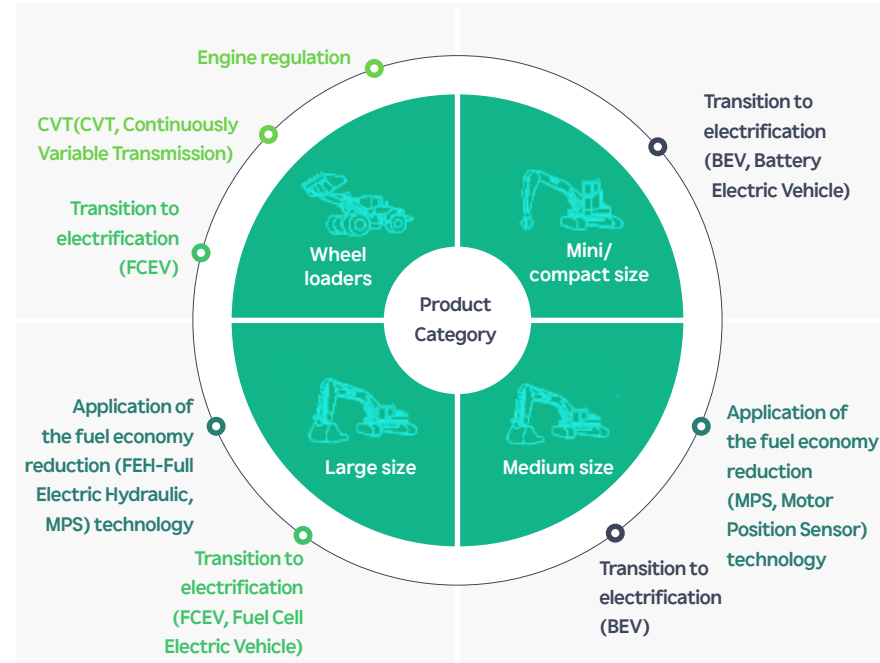 Engine regulation
CVT(CVT, Continuously
Variable Transmission)
Transition to
electrification
(FCEV)
Transition to
electrification
(BEV, Battery
Electric Vehicle)
Wheel
loaders
Mini/
compact size
Product
Category
Large size
Medium size
Application of
the fuel economy
reduction (FEH-Full
Electric Hydraulic,
MPS) technology
Transition to
electrification
(FCEV, Fuel Cell
Electric Vehicle)
Application of
the fuel economy
reduction
(MPS, Motor
Position Sensor)
technology
Transition to
electrification
(BEV)